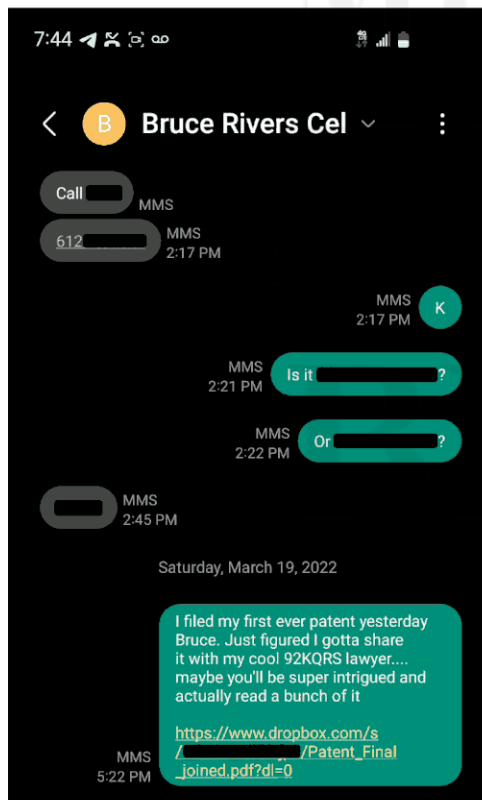 7:44
B
Bruce Rivers Cel
Call
MMS
612
MMS
2:17 PM
MMS
2:17 PM
K
MMS
2:21 PM
Is it ?
MMS
2:22 PM
Or ?
MMS
2:45 PM
Saturday, March 19, 2022
I filed my first ever patent yesterday
Bruce. Just figured I gotta share
it with my cool 92KQRS lawyer....
maybe you'll be super intrigued and
actually read a bunch of it
https://www.dropbox.com/s
/ /Patent_Final
_joined.pdf?dl=0
MMS
5:22 PM